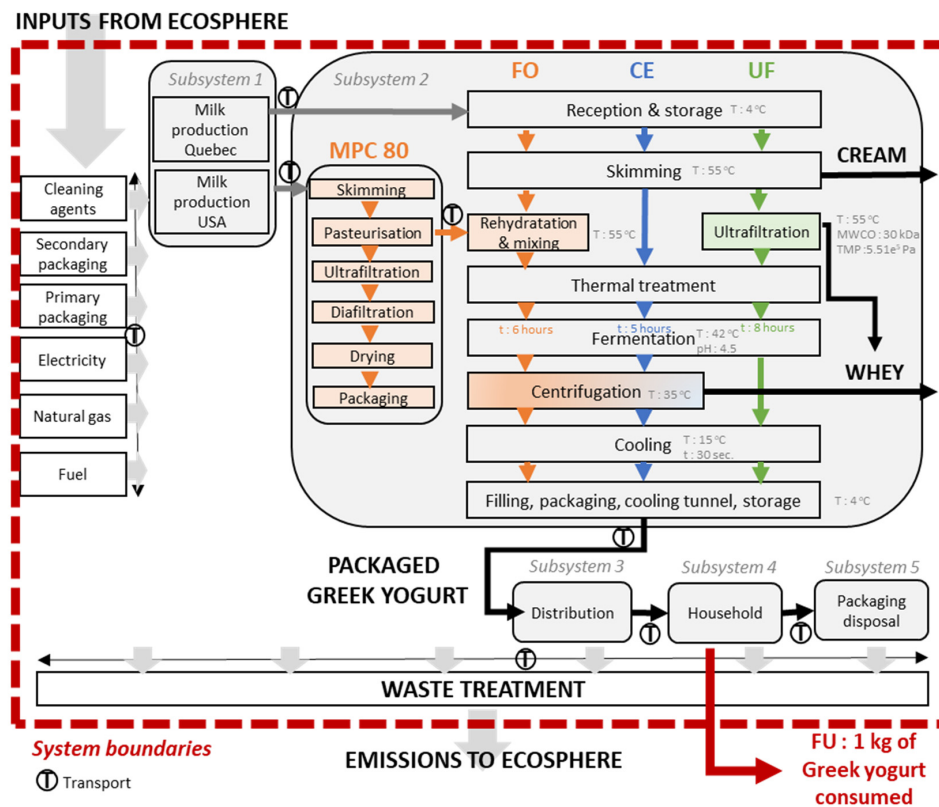 INPUTS FROM ECOSPHERE
Subsystem 1
Milk
production
Quebec
Milk
production
USA
T
T
Cleaning
agents
Secondary
packaging
Primary
packaging
T
Electricity
Natural gas
Fuel
Subsystem 2
FO
CE
UF
Reception & storage
T : 4 °C
Skimming
T : 55 °C
CREAM
MPC 80
Skimming
Pasteurisation
Ultrafiltration
Diafiltration
Drying
Packaging
T
Rehydratation
& mixing
T : 55 °C
Ultrafiltration
T : 55 °C
MWCO : 30 kDa
TMP :5.51e⁵ Pa
Thermal treatment
t : 6 hours
t : 5 hours
t : 8 hours
Fermentation
T : 42 °C
pH : 4.5
Centrifugation
T : 35 °C
WHEY
Cooling
T : 15 °C
t : 30 sec.
Filling, packaging, cooling tunnel, storage
T : 4 °C
T
PACKAGED
GREEK YOGURT
Subsystem 3
Distribution
T
Subsystem 4
Household
T
Subsystem 5
Packaging
disposal
T
WASTE TREATMENT
System boundaries
T Transport
EMISSIONS TO ECOSPHERE
FU : 1 kg of
Greek yogurt
consumed